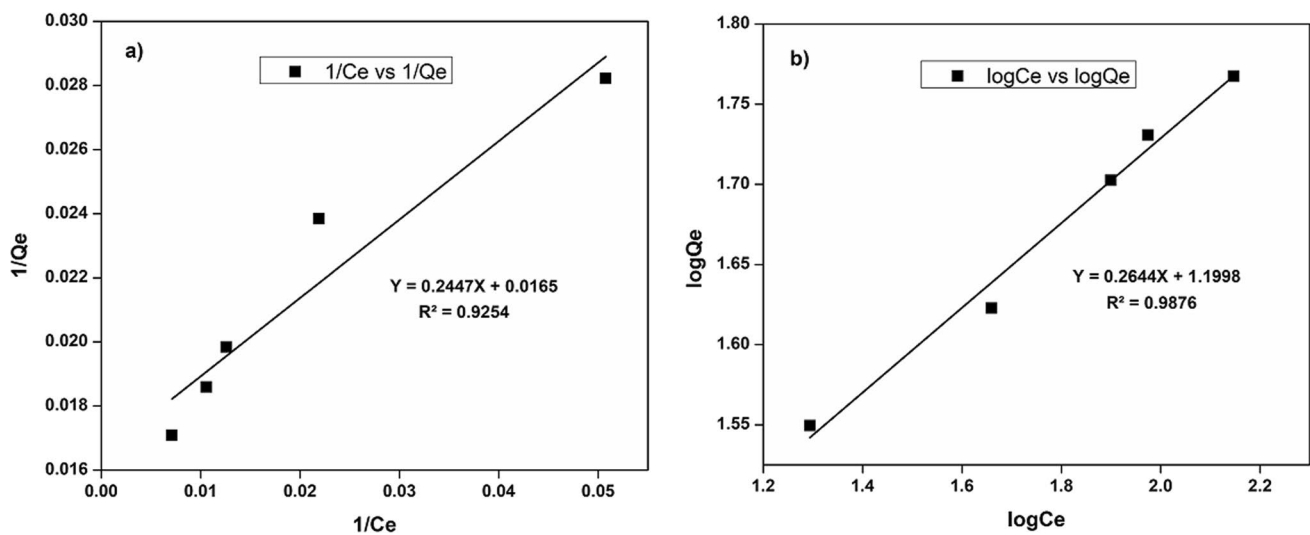 a)
1/Ce vs 1/Qe
0.030
0.028
0.026
0.024
0.022
0.020
0.018
0.016
1/Qe
Y = 0.2447X + 0.0165
R² = 0.9254
0.00 0.01 0.02 0.03 0.04 0.05
1/Ce
b)
logCe vs logQe
1.80
1.75
1.70
1.65
1.60
1.55
logQe
Y = 0.2644X + 1.1998
R² = 0.9876
1.2 1.4 1.6 1.8 2.0 2.2
logCe